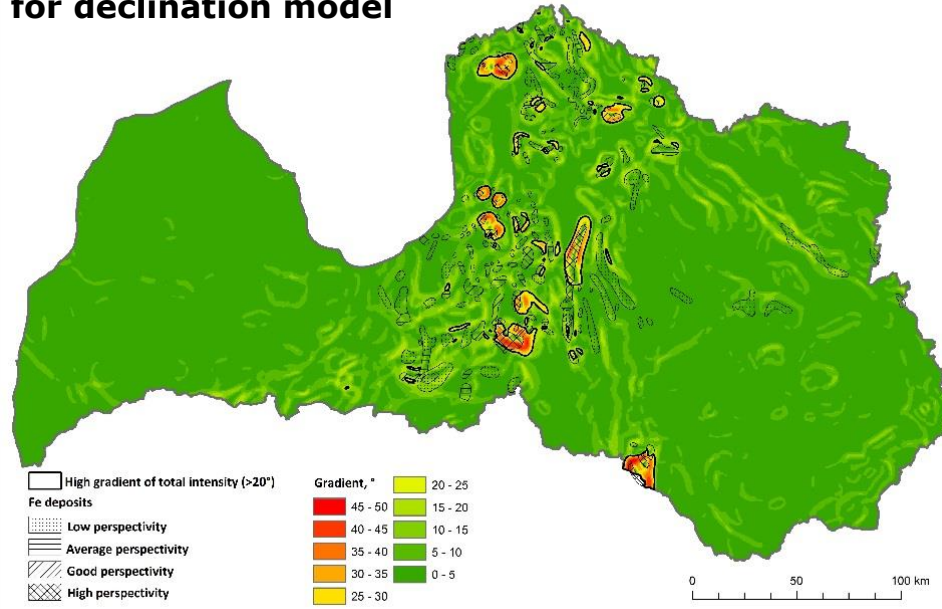 for declination model
High gradient of total intensity (>20°)
Fe deposits
Low perspectivity
Average perspectivity
Good perspectivity
High perspectivity
Gradient, °
45 - 50
40 - 45
35 - 40
30 - 35
25 - 30
20 - 25
15 - 20
10 - 15
5 - 10
0 - 5
0 50 100 km